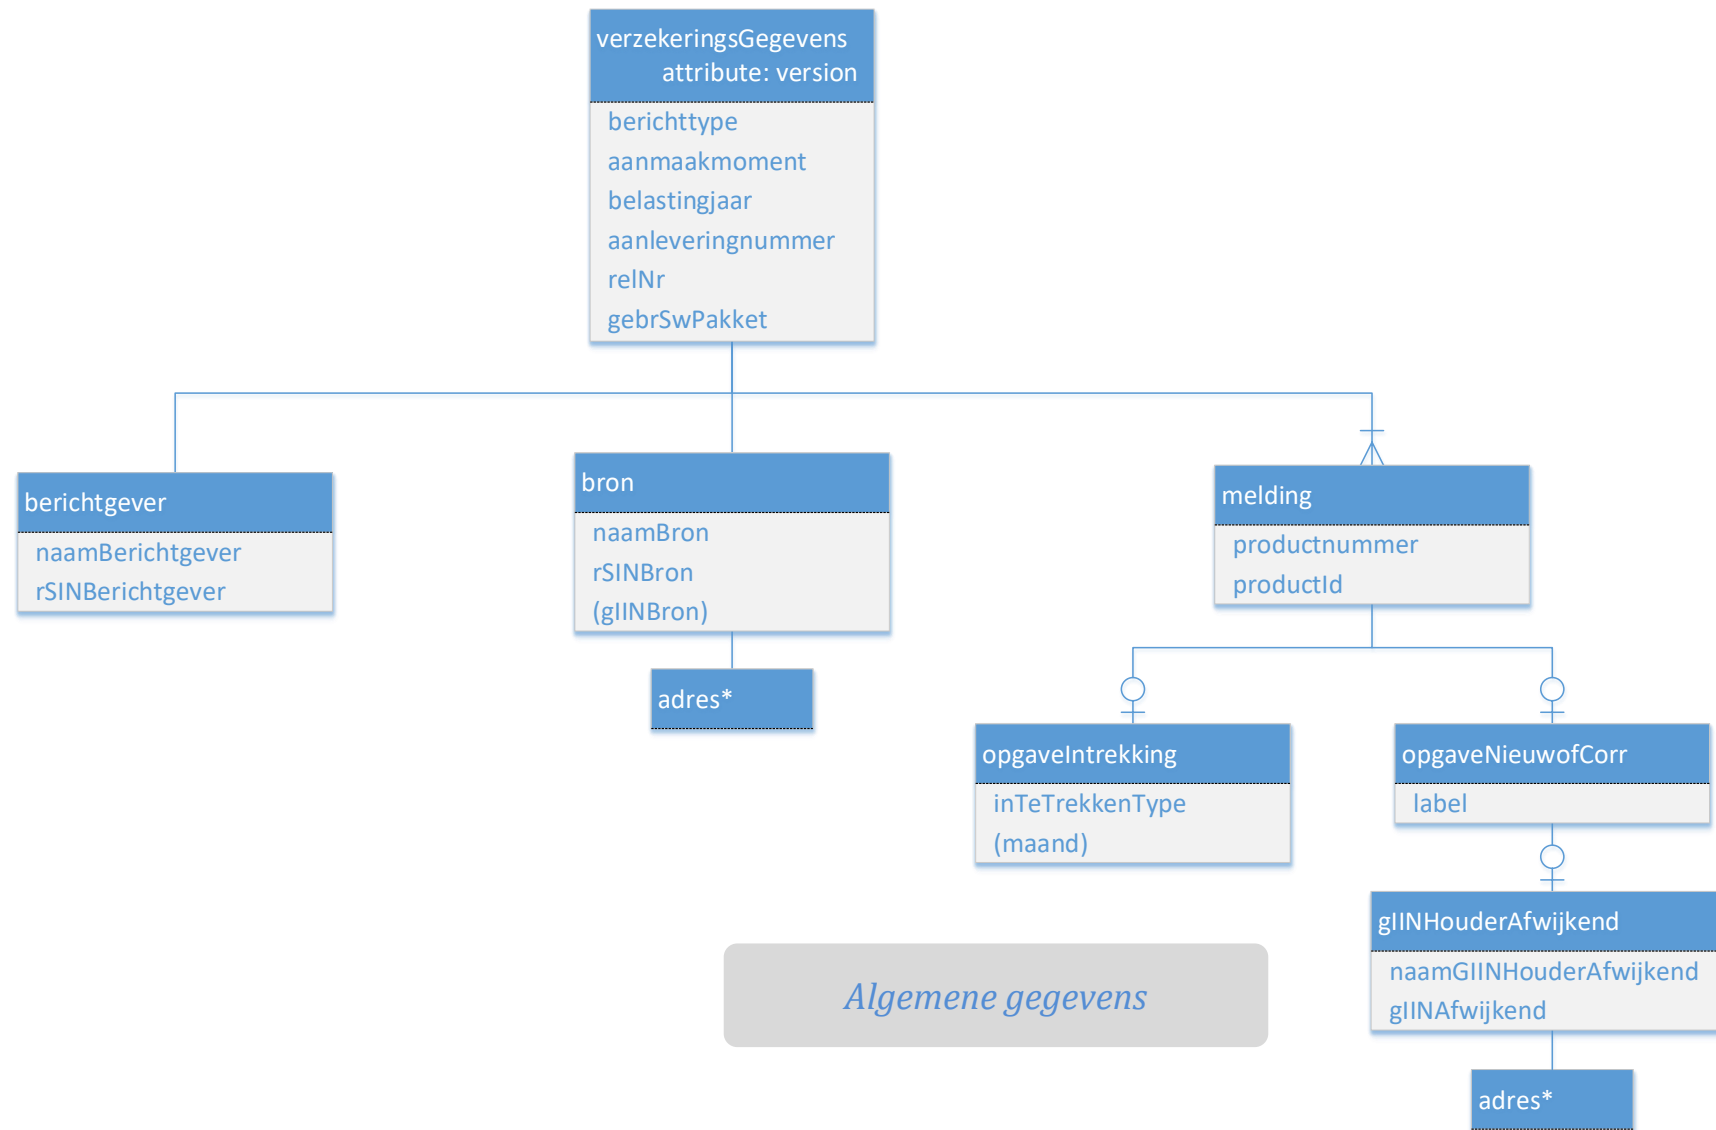 verzekeringsGegevens
attribute: version
berichttype
aanmaakmoment
belastingjaar
aanleveringnummer
relNr
gebrSwPakket
berichtgever
naamBerichtgever
rSINBerichtgever
bron
naamBron
rSINBron
(gIINBron)
adres*
melding
productnummer
productId
opgaveIntrekking
inTeTrekkenType
(maand)
opgaveNieuwofCorr
label
gIINHouderAfwijkend
naamGIINHouderAfwijkend
gIINAfwijkend
adres*
Algemene gegevens